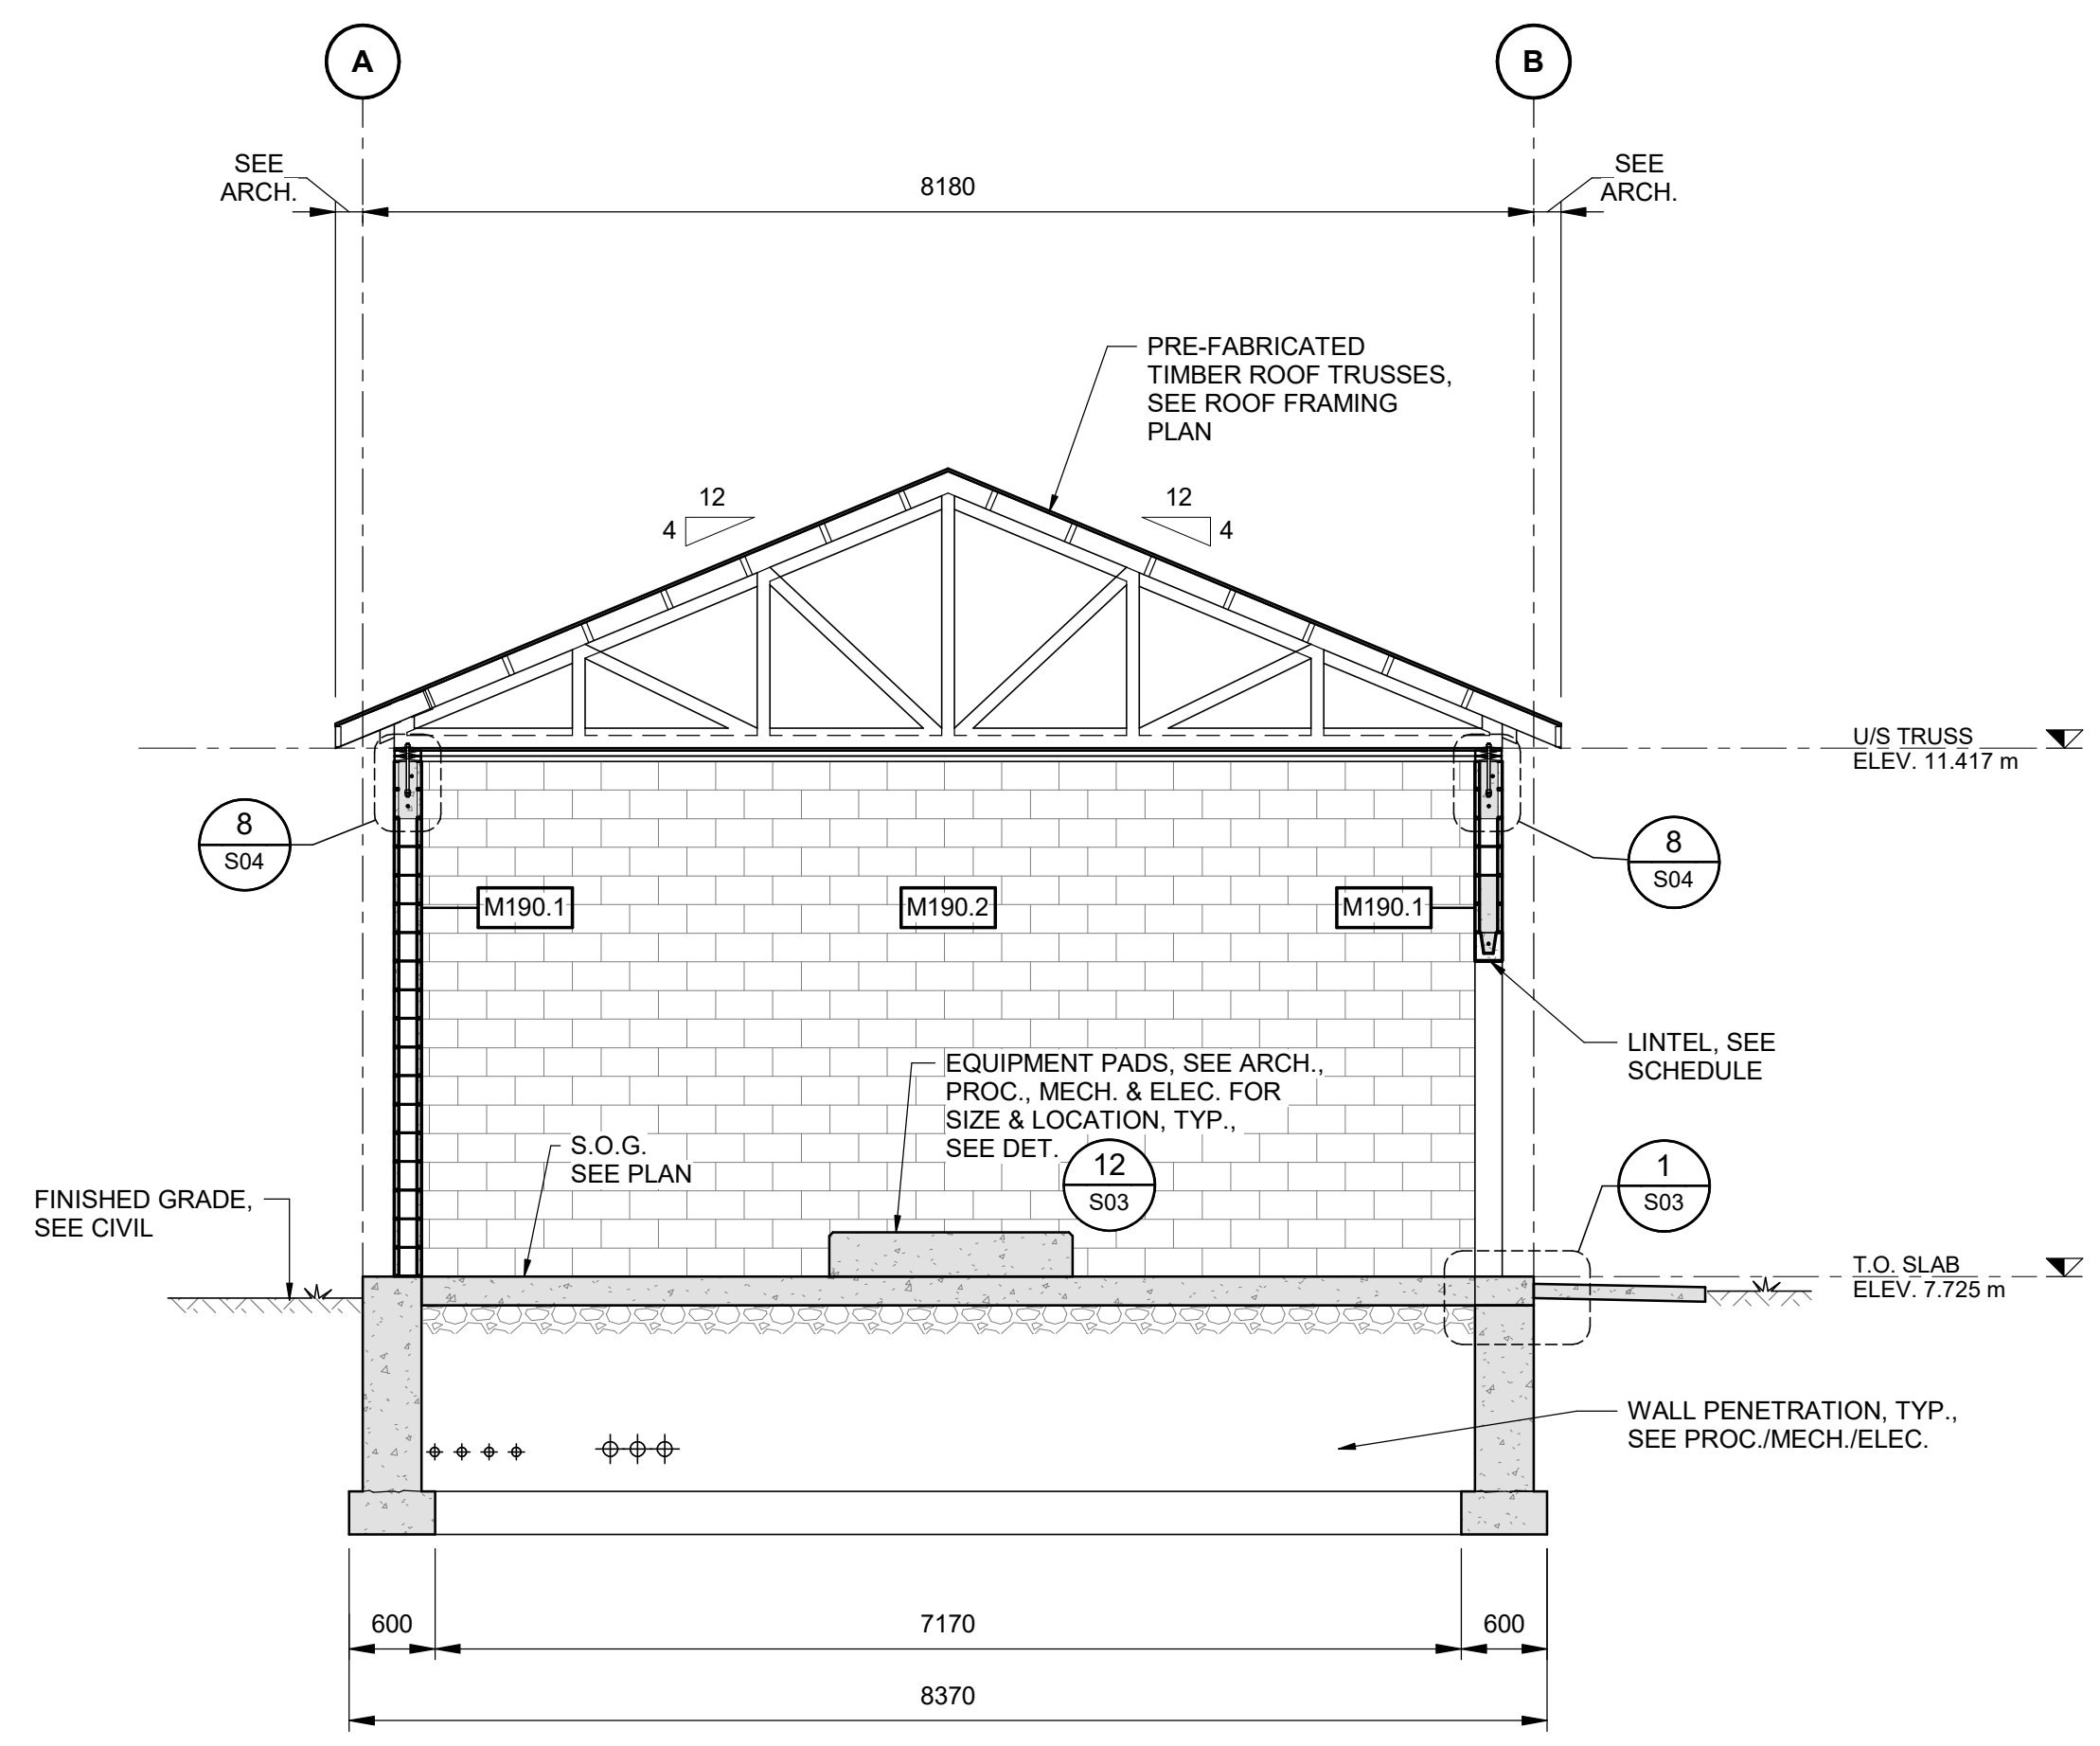 A
B
SEE
ARCH.
8180
SEE
ARCH.
PRE-FABRICATED
TIMBER ROOF TRUSSES,
SEE ROOF FRAMING
PLAN
12
4
12
4
U/S TRUSS
ELEV. 11.417 m
8
S04
8
S04
M190.1
M190.2
M190.1
LINTEL, SEE
SCHEDULE
EQUIPMENT PADS, SEE ARCH.,
PROC., MECH. & ELEC. FOR
SIZE & LOCATION, TYP.,
SEE DET.
12
S03
S.O.G.
SEE PLAN
1
S03
FINISHED GRADE,
SEE CIVIL
T.O. SLAB
ELEV. 7.725 m
WALL PENETRATION, TYP.,
SEE PROC./MECH./ELEC.
600
7170
600
8370